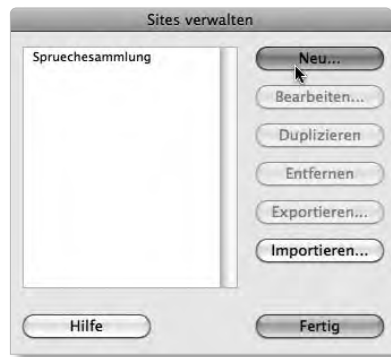 Sites verwalten
Spruechesammlung
Neu...
Bearbeiten...
Duplizieren
Entfernen
Exportieren...
Importieren...
Hilfe
Fertig